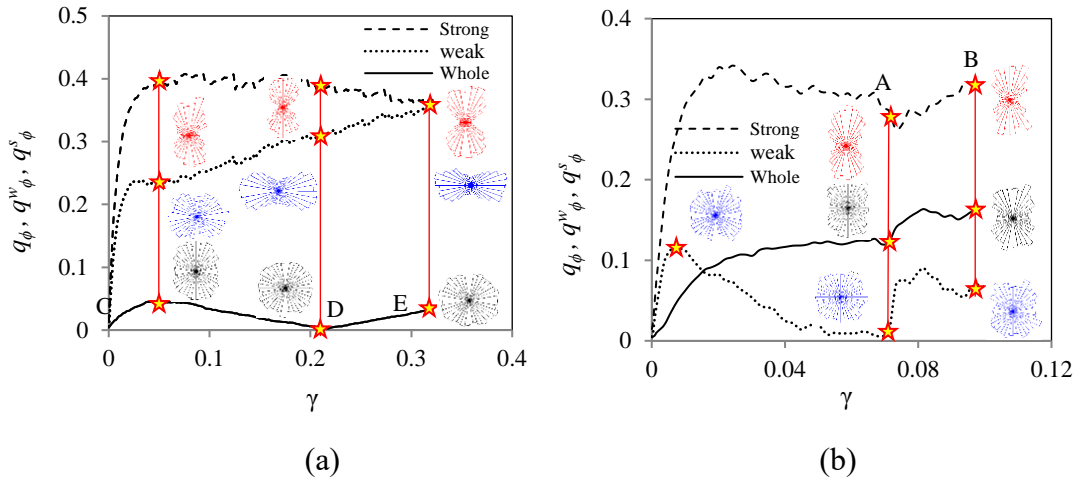 0.5
0.4
0.3
0.2
0.1
0
0 0.1 0.2 0.3 0.4
qϕ, qʷϕ, qˢϕ
γ
Strong
weak
Whole
C
D
E
(a)
0.4
0.3
0.2
0.1
0
0 0.04 0.08 0.12
qϕ, qʷϕ, qˢϕ
γ
Strong
weak
Whole
A
B
(b)